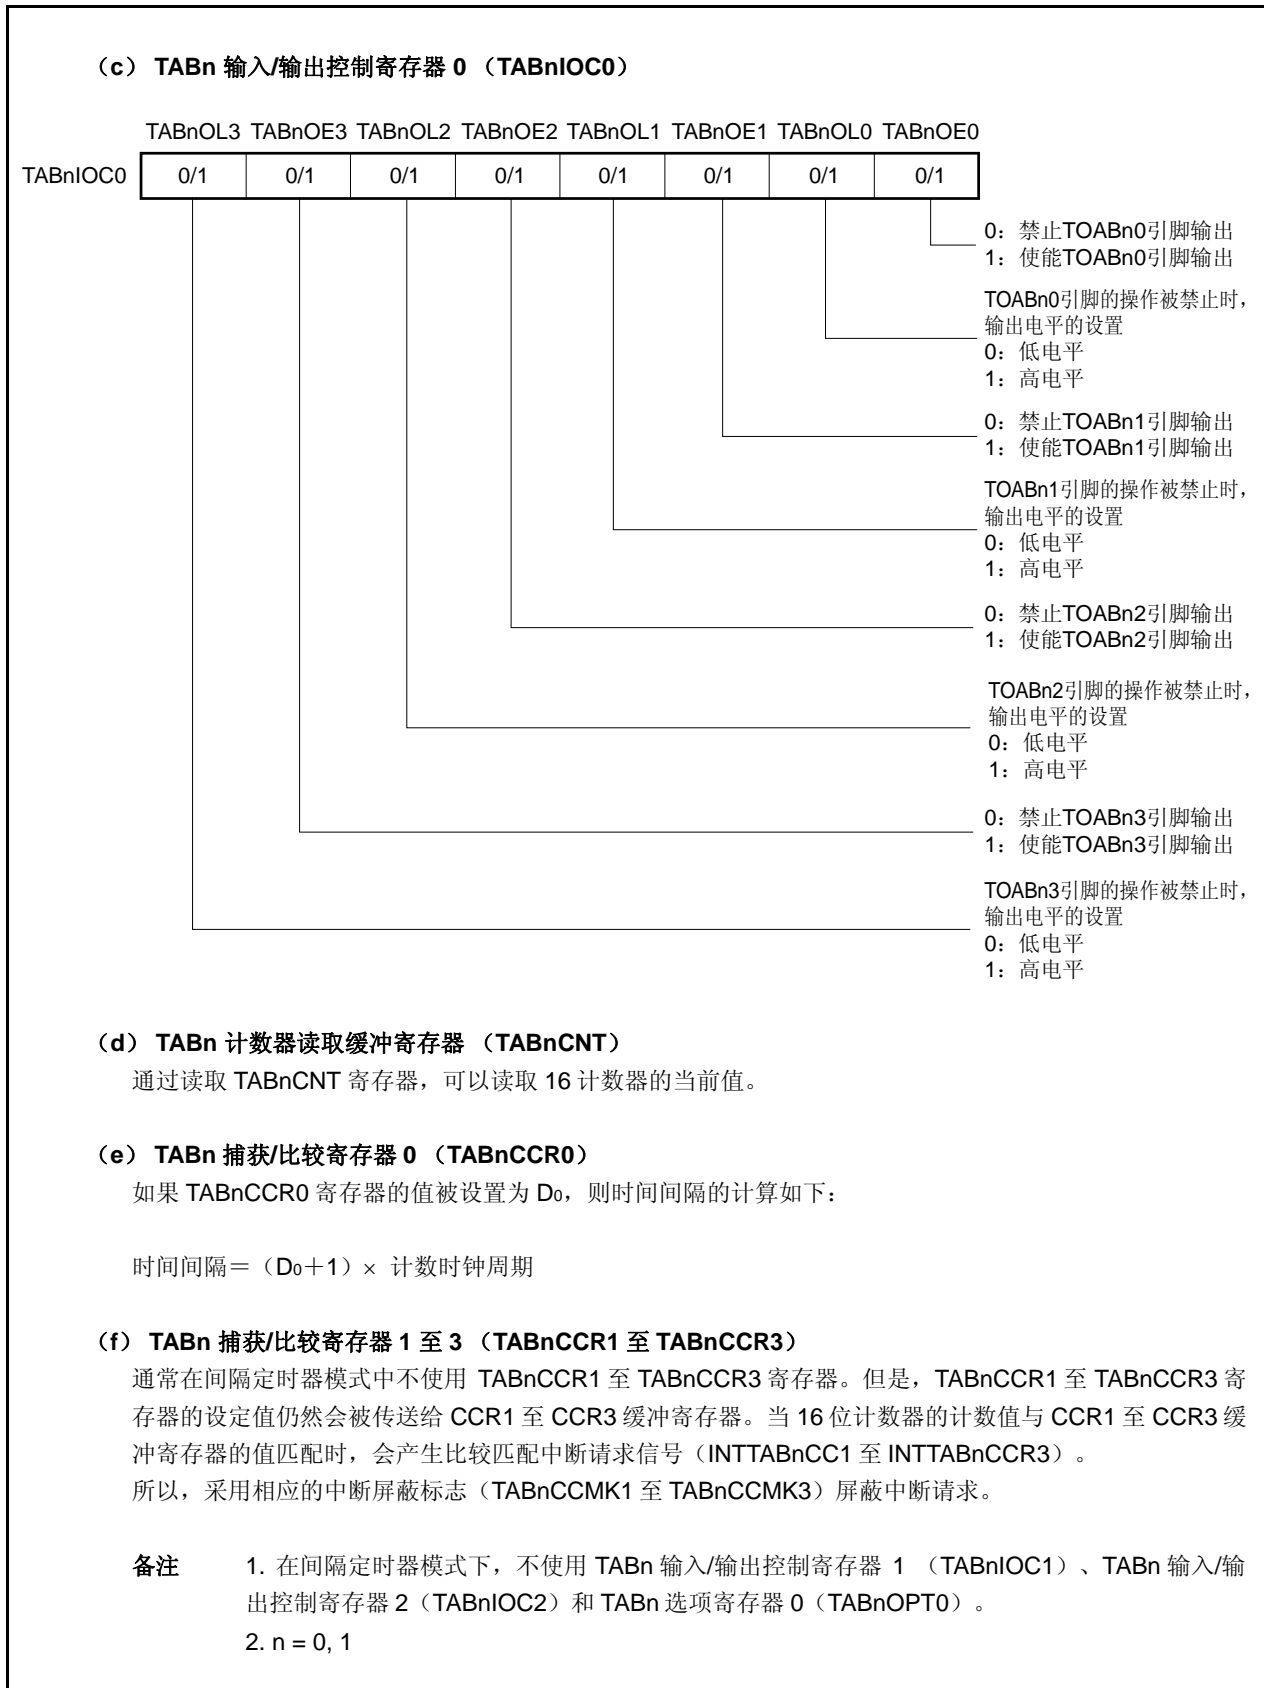 （c） TABn 输入/输出控制寄存器 0 （TABnIOC0）
TABnOL3 TABnOE3 TABnOL2 TABnOE2 TABnOL1 TABnOE1 TABnOL0 TABnOE0
TABnIOC0 0/1 0/1 0/1 0/1 0/1 0/1 0/1 0/1
0：禁止TOABn0引脚输出
1：使能TOABn0引脚输出
TOABn0引脚的操作被禁止时，
输出电平的设置
0：低电平
1：高电平
0：禁止TOABn1引脚输出
1：使能TOABn1引脚输出
TOABn1引脚的操作被禁止时，
输出电平的设置
0：低电平
1：高电平
0：禁止TOABn2引脚输出
1：使能TOABn2引脚输出
TOABn2引脚的操作被禁止时，
输出电平的设置
0：低电平
1：高电平
0：禁止TOABn3引脚输出
1：使能TOABn3引脚输出
TOABn3引脚的操作被禁止时，
输出电平的设置
0：低电平
1：高电平
（d） TABn 计数器读取缓冲寄存器 （TABnCNT）
通过读取 TABnCNT 寄存器，可以读取 16 计数器的当前值。
（e） TABn 捕获/比较寄存器 0 （TABnCCR0）
如果 TABnCCR0 寄存器的值被设置为 D0，则时间间隔的计算如下：
时间间隔＝（D0＋1）× 计数时钟周期
（f） TABn 捕获/比较寄存器 1 至 3 （TABnCCR1 至 TABnCCR3）
通常在间隔定时器模式中不使用 TABnCCR1 至 TABnCCR3 寄存器。但是，TABnCCR1 至 TABnCCR3 寄
存器的设定值仍然会被传送给 CCR1 至 CCR3 缓冲寄存器。当 16 位计数器的计数值与 CCR1 至 CCR3 缓
冲寄存器的值匹配时，会产生比较匹配中断请求信号（INTTABnCC1 至 INTTABnCCR3）。
所以，采用相应的中断屏蔽标志（TABnCCMK1 至 TABnCCMK3）屏蔽中断请求。
备注 1. 在间隔定时器模式下，不使用 TABn 输入/输出控制寄存器 1 （TABnIOC1）、TABn 输入/输
出控制寄存器 2（TABnIOC2）和 TABn 选项寄存器 0（TABnOPT0）。
2. n = 0, 1